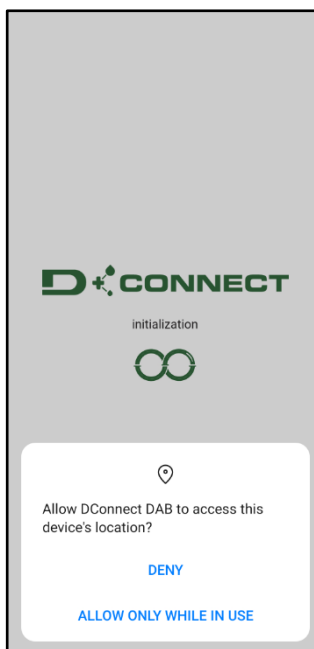 D CONNECT
initialization
Allow DConnect DAB to access this
device's location?
DENY
ALLOW ONLY WHILE IN USE